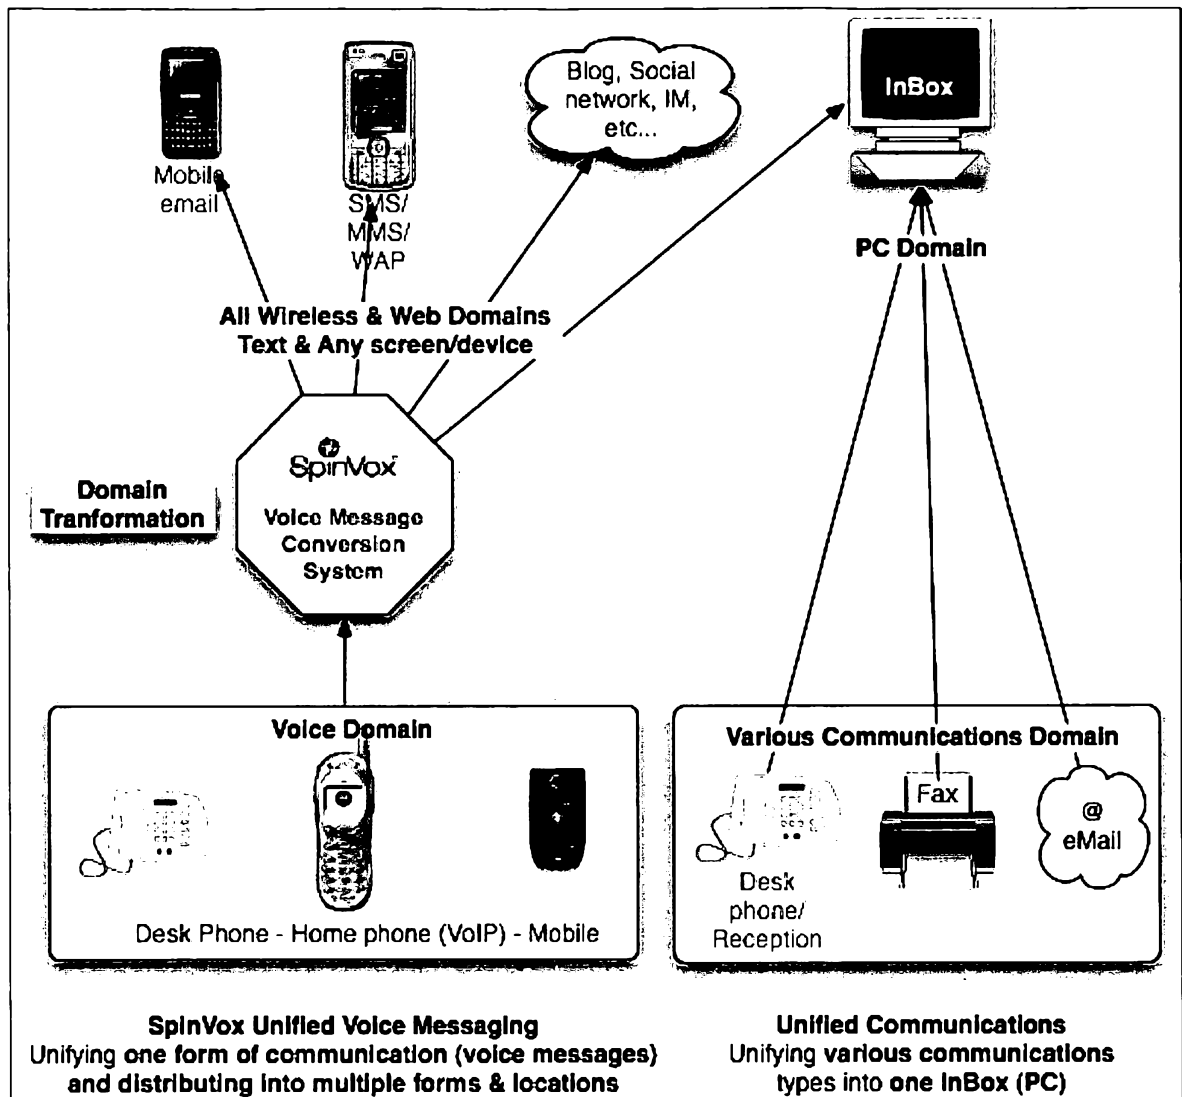 Blog, Social
network, IM,
etc...
InBox
Mobile
email
SMS/
MMS/
WAP
PC Domain
All Wireless & Web Domains
Text & Any screen/device
SpinVox
Voice Message
Conversion
System
Domain
Tranformation
Voice Domain
Desk Phone - Home phone (VoIP) - Mobile
Various Communications Domain
Fax
@
eMail
Desk
phone/
Reception
SpinVox Unified Voice Messaging
Unifying one form of communication (voice messages)
and distributing into multiple forms & locations
Unified Communications
Unifying various communications
types into one InBox (PC)